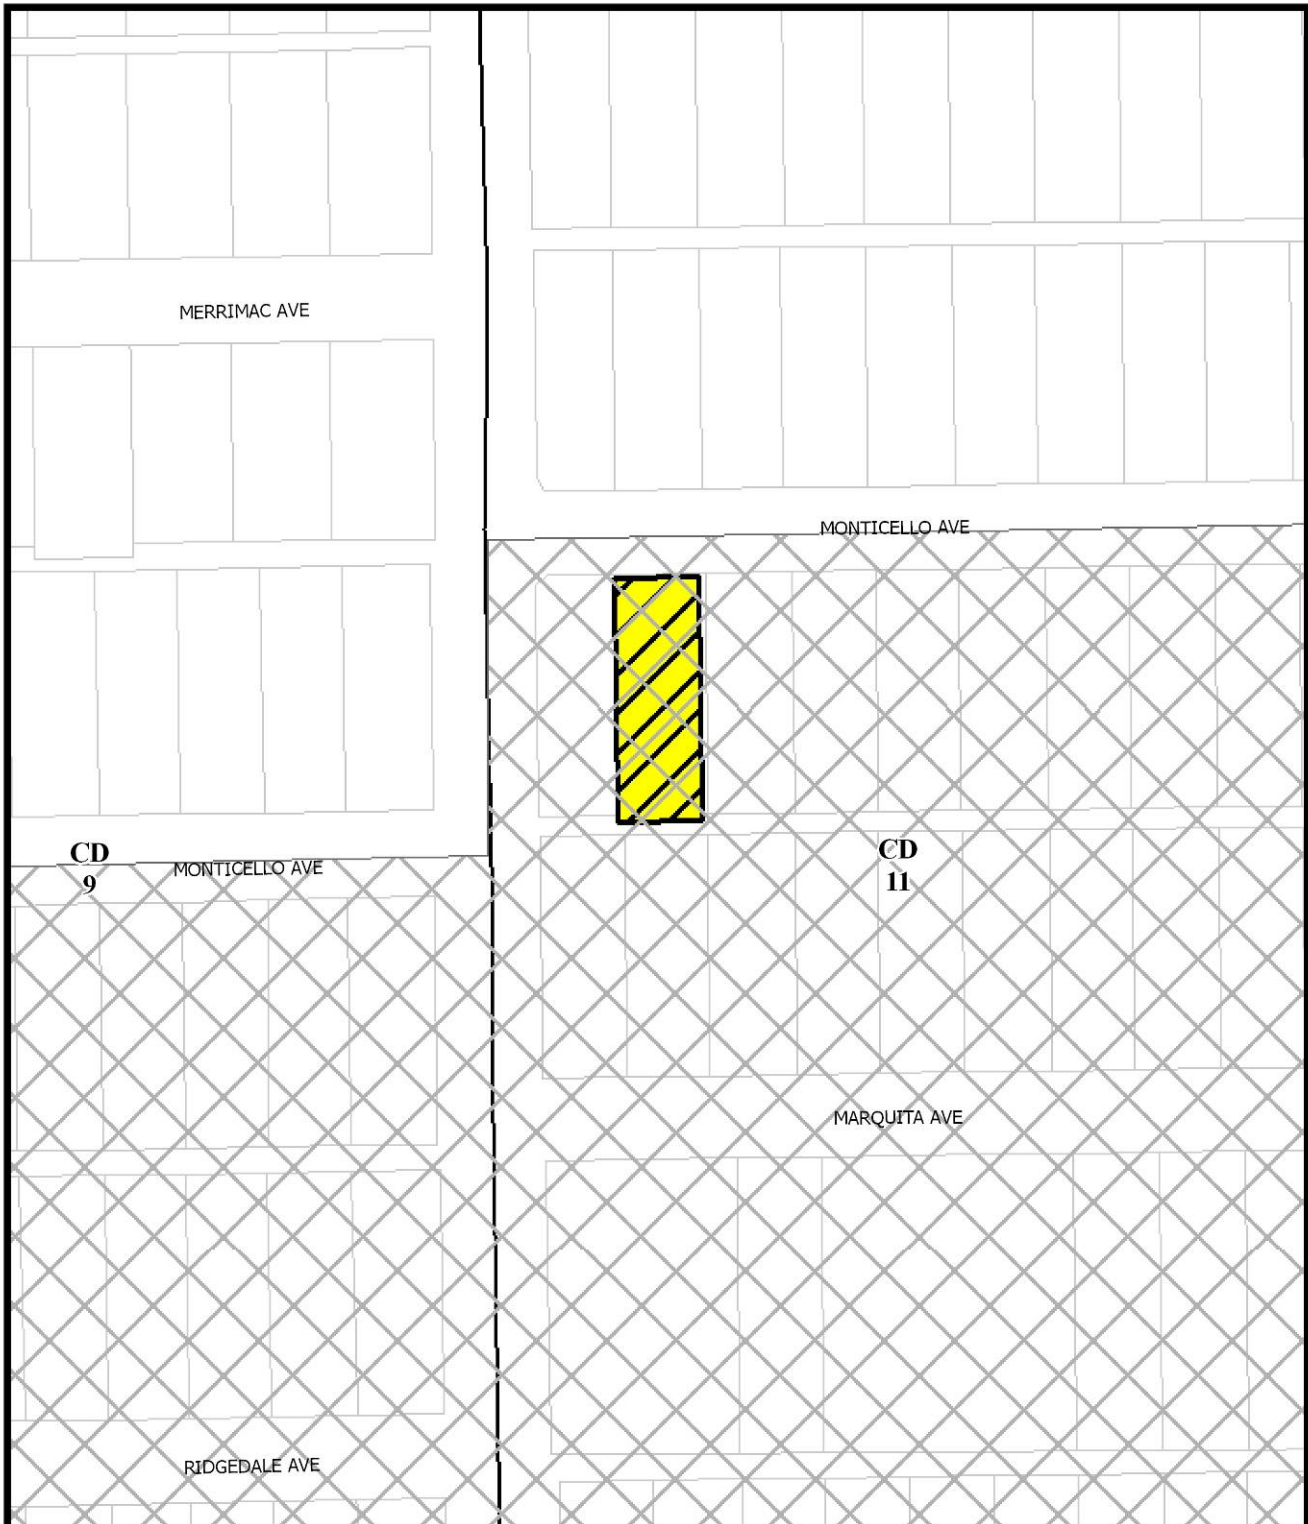 MERRIMAC AVE
MONTICELLO AVE
CD
9
MONTICELLO AVE
CD
11
MARQUITA AVE
RIDGEDALE AVE